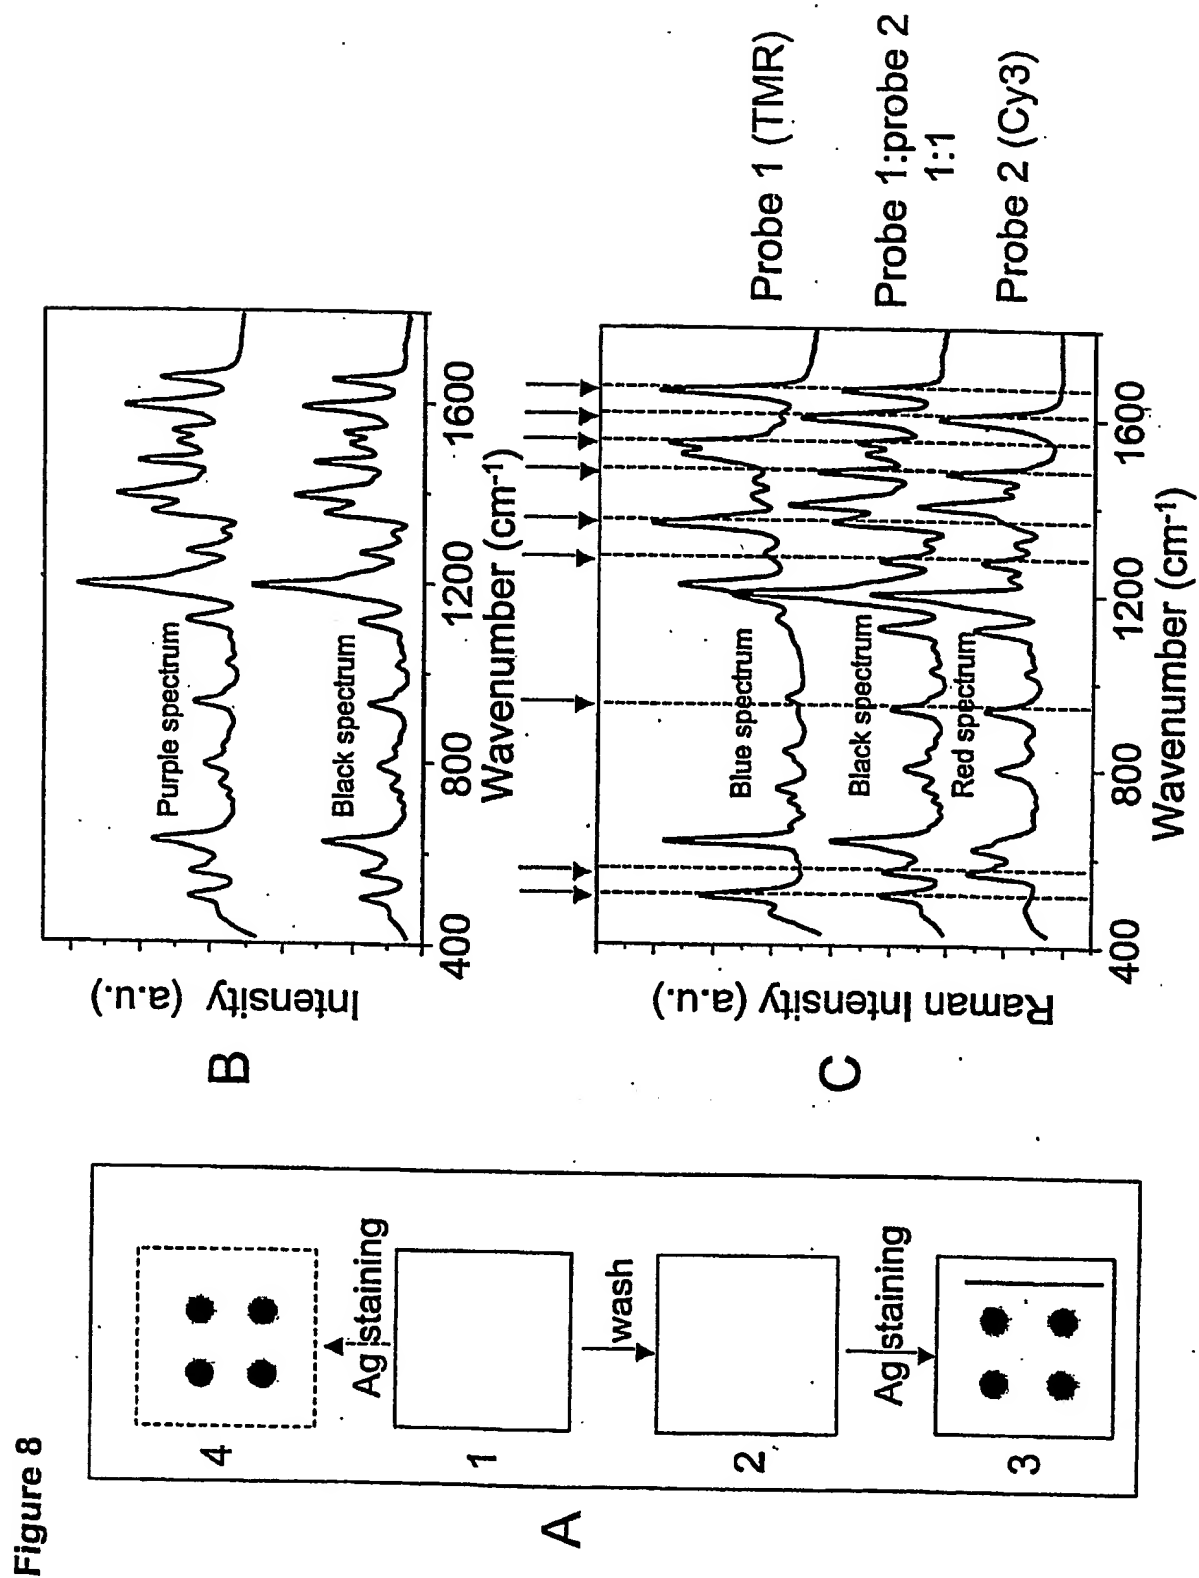 Figure 8
A
4
Ag staining
1
wash
2
Ag staining
3
B
Intensity (a.u.)
Purple spectrum
Black spectrum
400
800
1200
1600
Wavenumber (cm-1)
C
Raman Intensity (a.u.)
Blue spectrum
Black spectrum
Red spectrum
400
800
1200
1600
Wavenumber (cm-1)
Probe 1 (TMR)
Probe 1:probe 2
1:1
Probe 2 (Cy3)